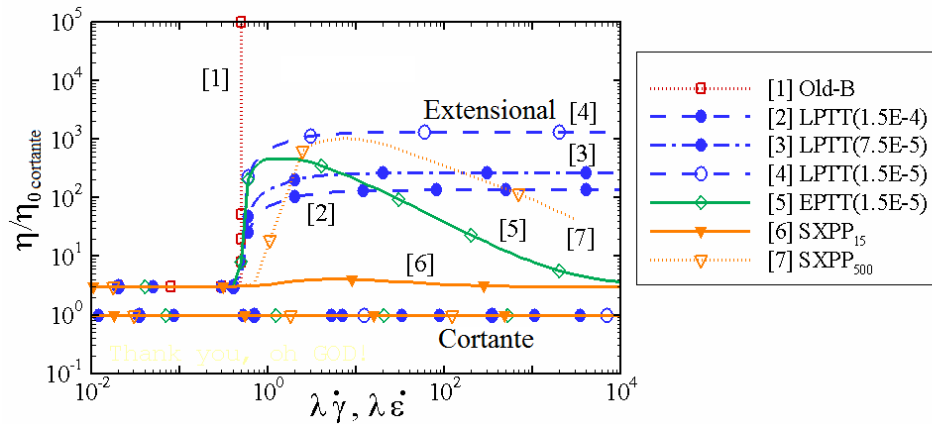 10^5
10^4
10^3
10^2
10^1
10^0
10^-1
η/η0 cortante
[1]
Extensional
[4]
[3]
[2]
[5]
[7]
[6]
Cortante
Thank you, oh GOD!
10^-2
10^0
10^2
10^4
λγ̇, λε̇
[1] Old-B
[2] LPTT(1.5E-4)
[3] LPTT(7.5E-5)
[4] LPTT(1.5E-5)
[5] EPTT(1.5E-5)
[6] SXPP15
[7] SXPP500